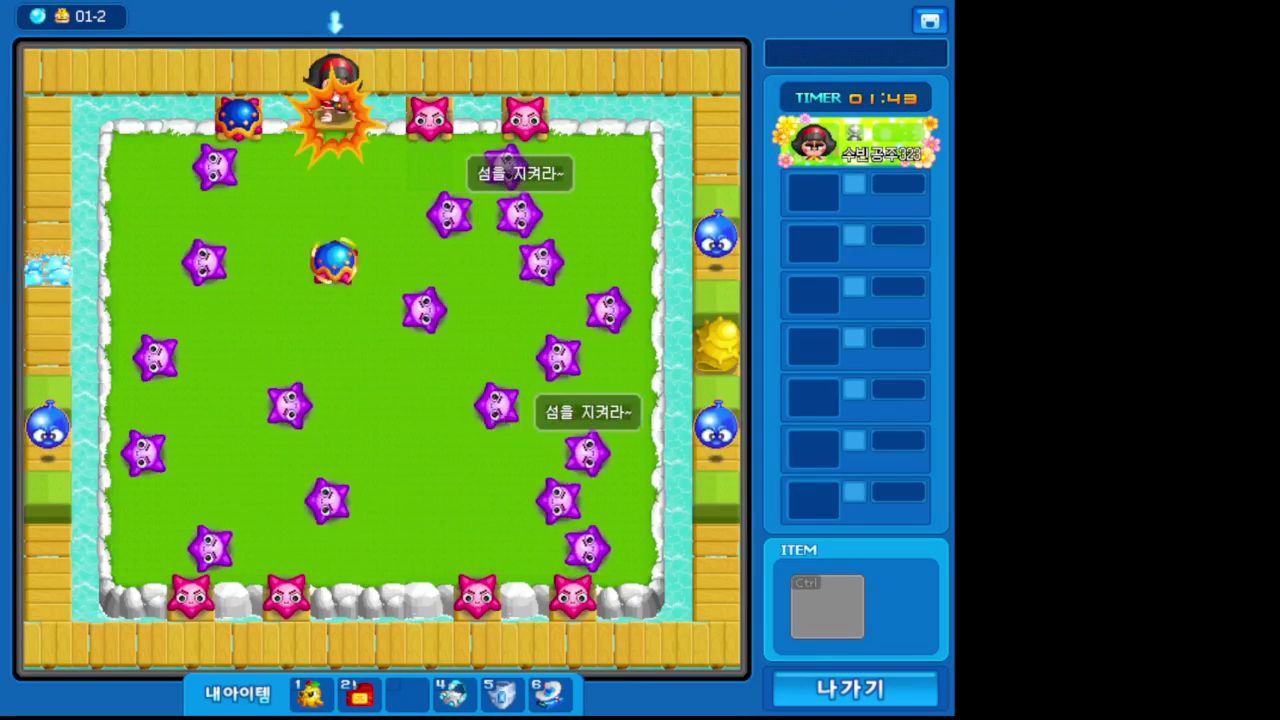 01-2
TIMER 01:43
수빈공주323
섬을 지켜라~
섬을 지켜라~
ITEM
Ctrl
내아이템
1 2 4 5 6
나가기